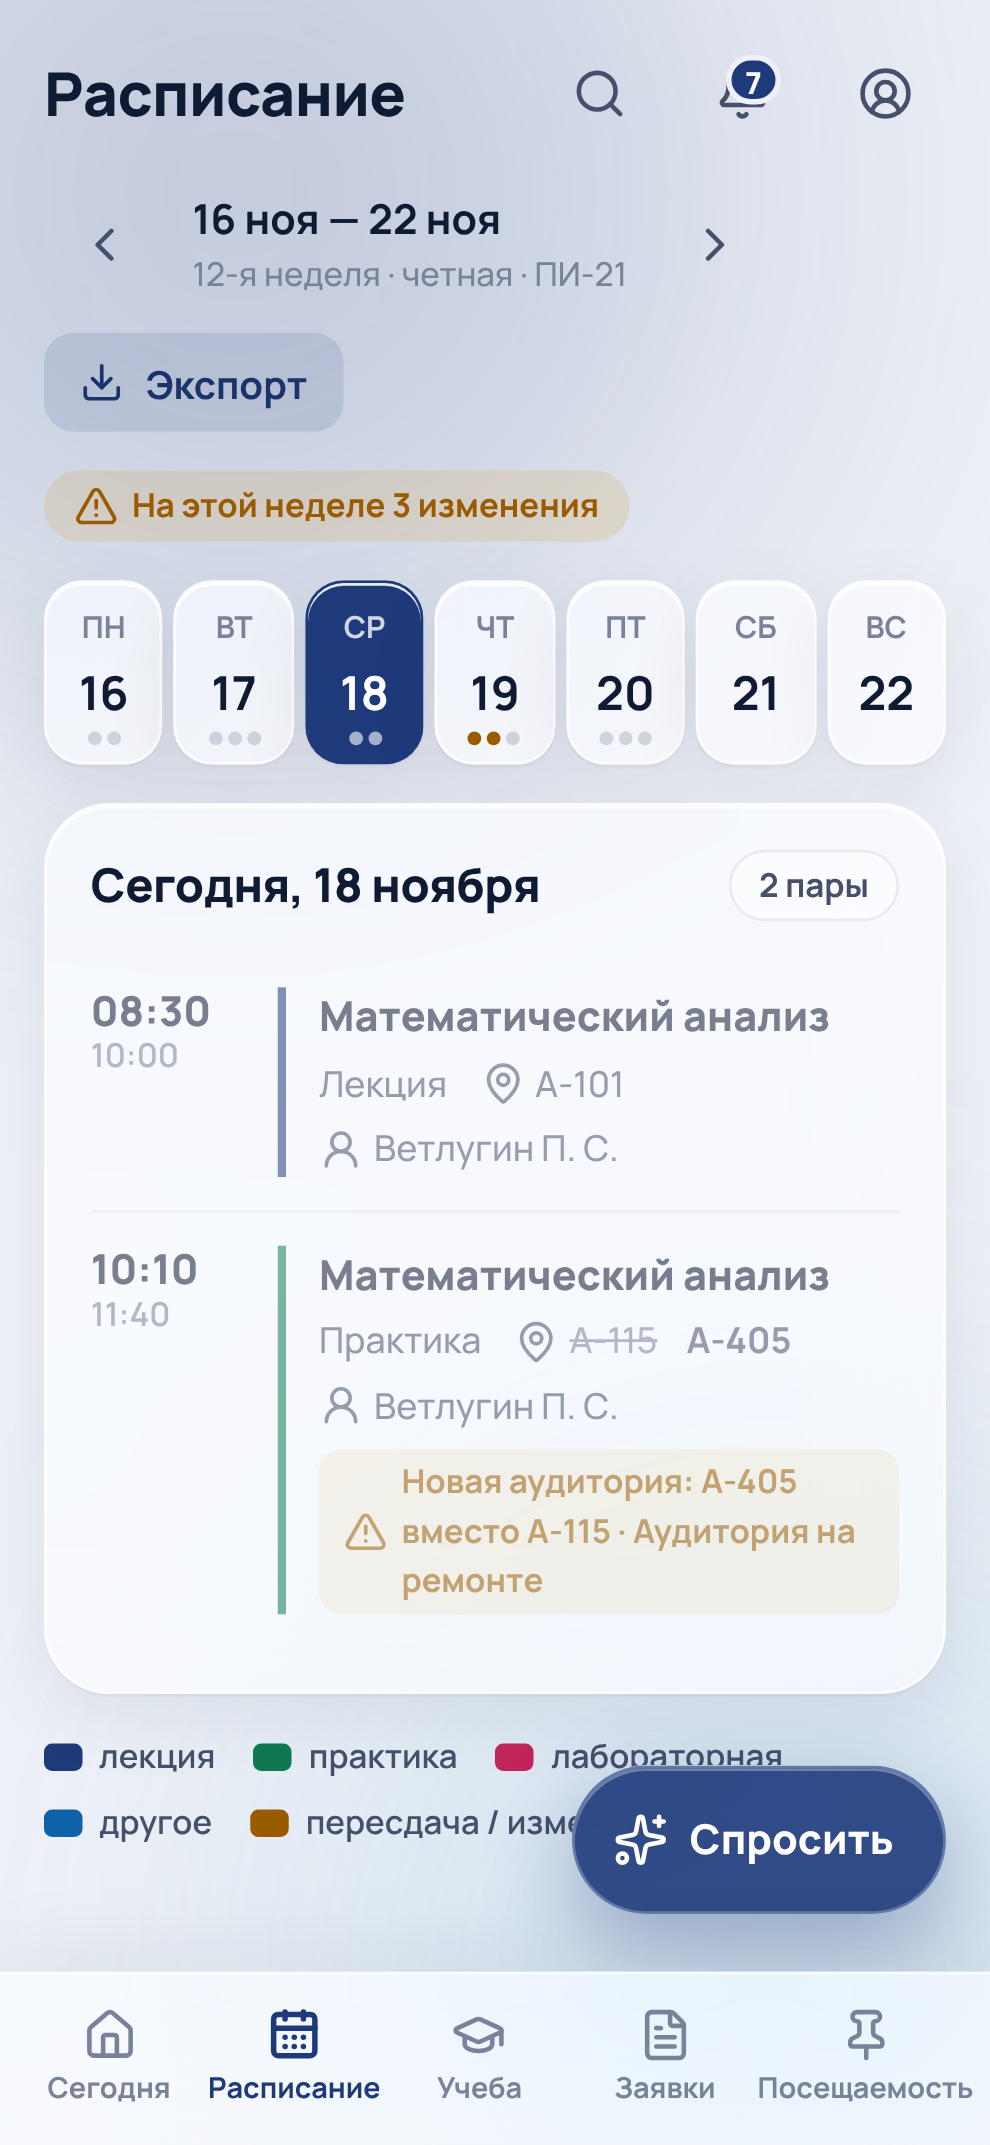 Расписание
7
16 ноя — 22 ноя
12-я неделя · четная · ПИ-21
Экспорт
На этой неделе 3 изменения
ПН ВТ СР ЧТ ПТ СБ ВС
16 17 18 19 20 21 22
Сегодня, 18 ноября
2 пары
08:30
10:00
Математический анализ
Лекция А-101
Ветлугин П. С.
10:10
11:40
Математический анализ
Практика А-115 А-405
Ветлугин П. С.
Новая аудитория: А-405
вместо А-115 · Аудитория на
ремонте
лекция практика лабораторная
другое пересдача /
Спросить
Сегодня Расписание Учеба Заявки Посещаемость